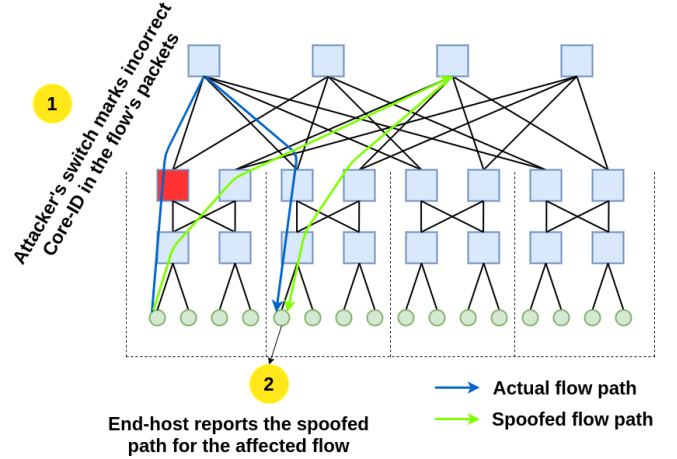 Attacker's switch marks incorrect
Core-ID in the flow's packets
1
2
End-host reports the spoofed
path for the affected flow
Actual flow path
Spoofed flow path